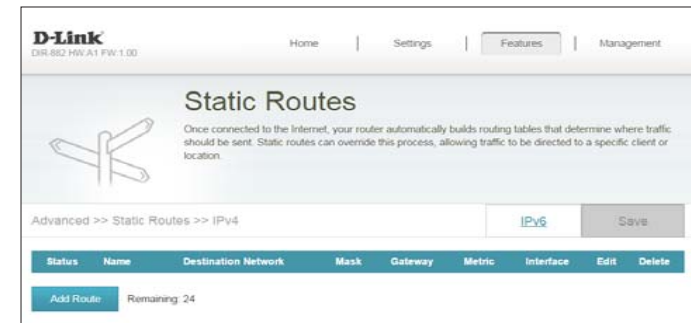 D-Link
DIR-882 HW:A1 FW:1.00
Home | Settings | Features | Management
Static Routes
Once connected to the Internet, your router automatically builds routing tables that determine where traffic
should be sent. Static routes can override this process, allowing traffic to be directed to a specific client or
location.
Advanced >> Static Routes >> IPv4
IPv6
Save
Status Name Destination Network Mask Gateway Metric Interface Edit Delete
Add Route
Remaining: 24